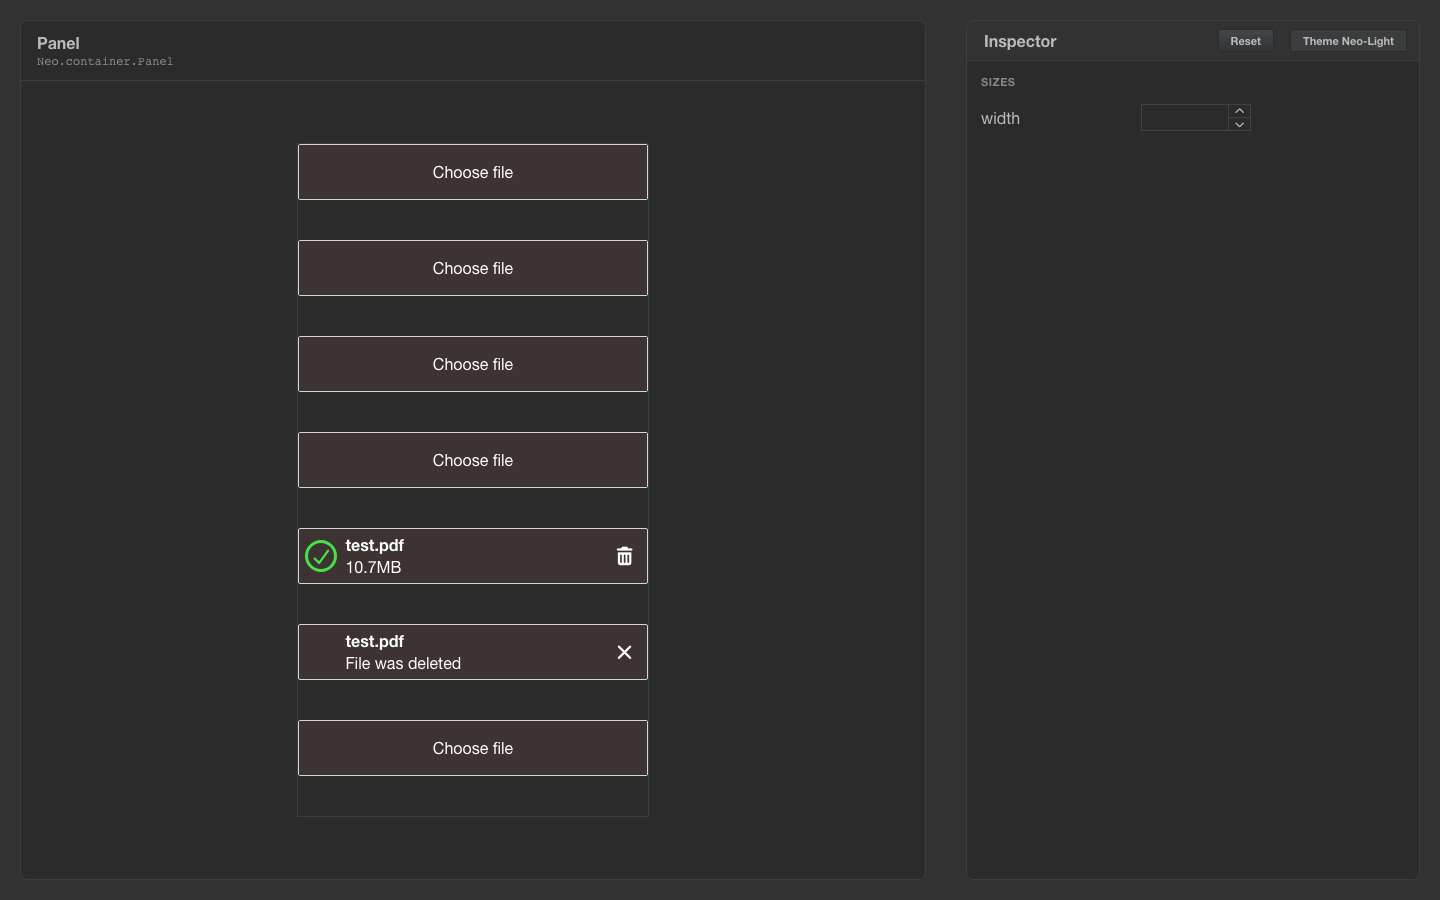 Panel
Neo.container.Panel
Choose file
Choose file
Choose file
Choose file
test.pdf
10.7MB
test.pdf
File was deleted
Choose file
Inspector
Reset
Theme Neo-Light
SIZES
width